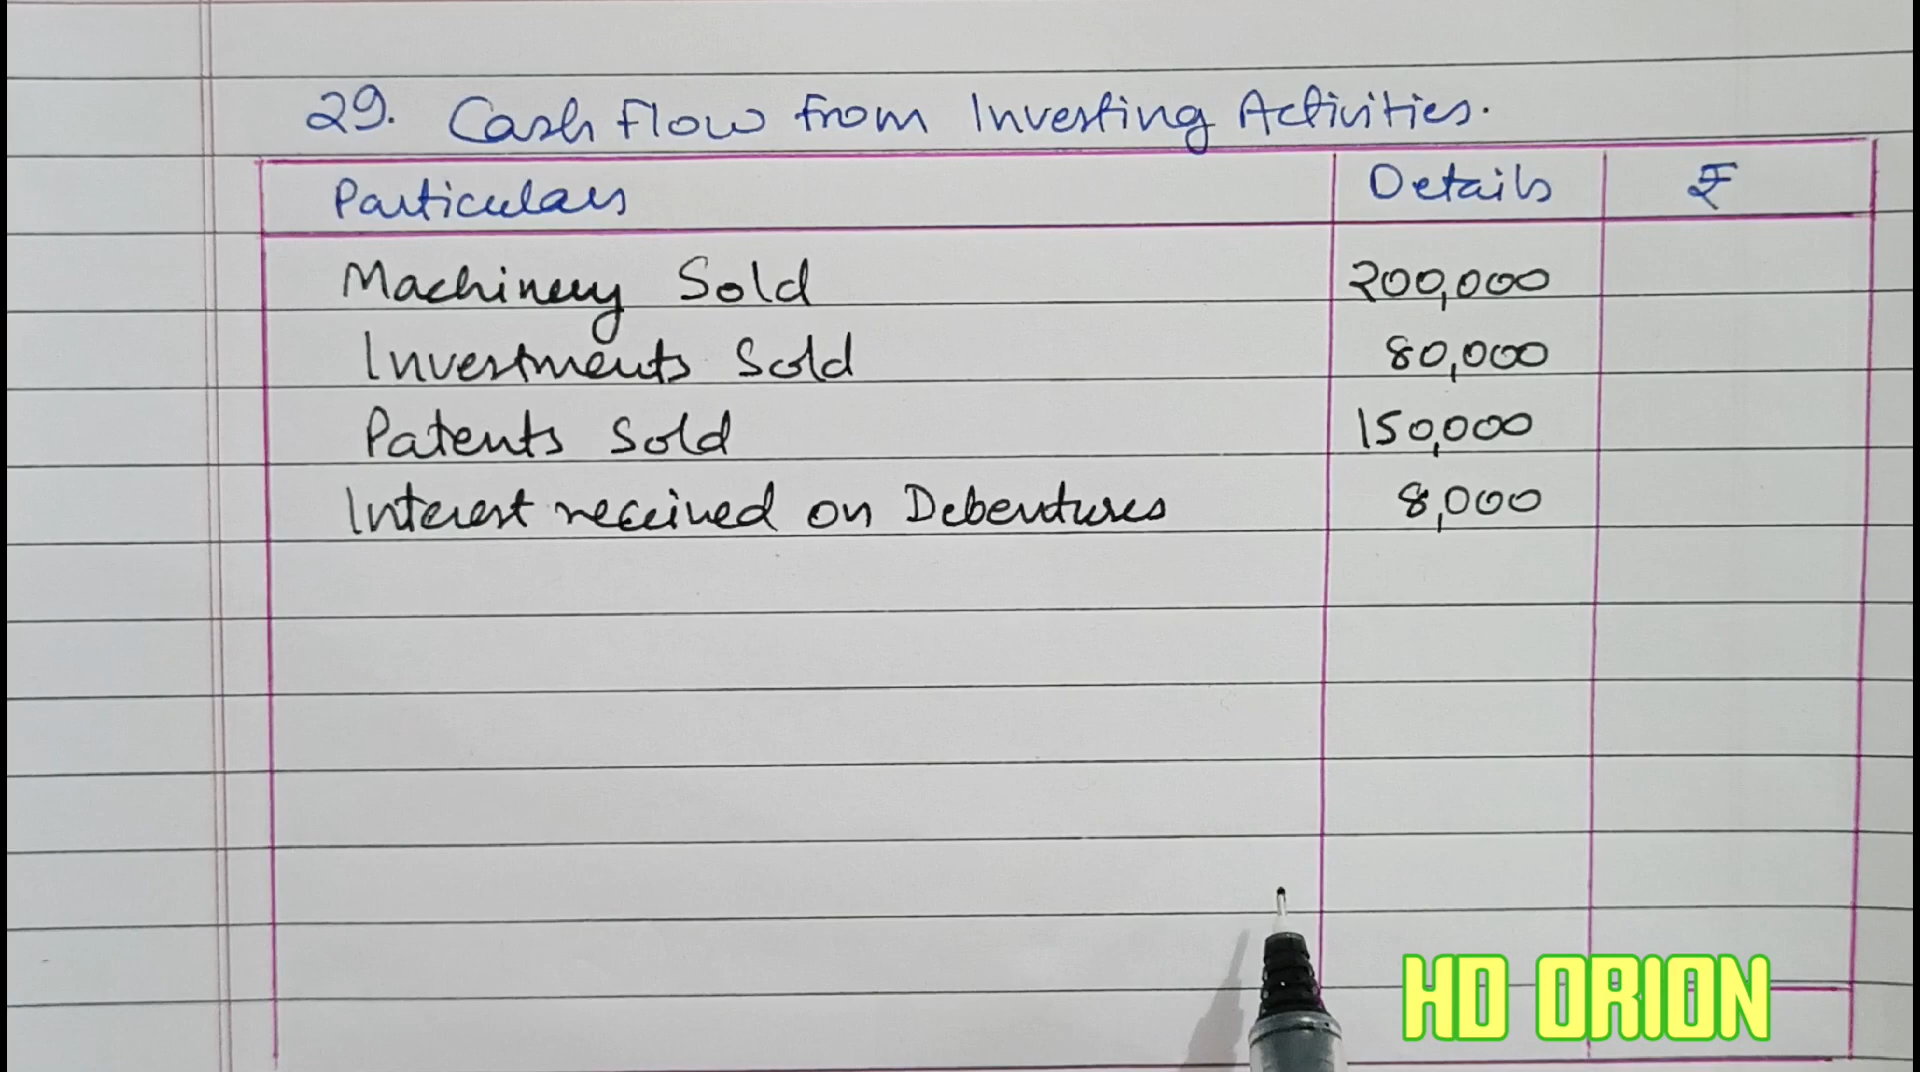 29. Cash Flow from Investing Activities.
Particulars Details ₹
Machinery Sold 200,000
Investments Sold 80,000
Patents Sold 150,000
Interest received on Debentures 8,000
HD ORION